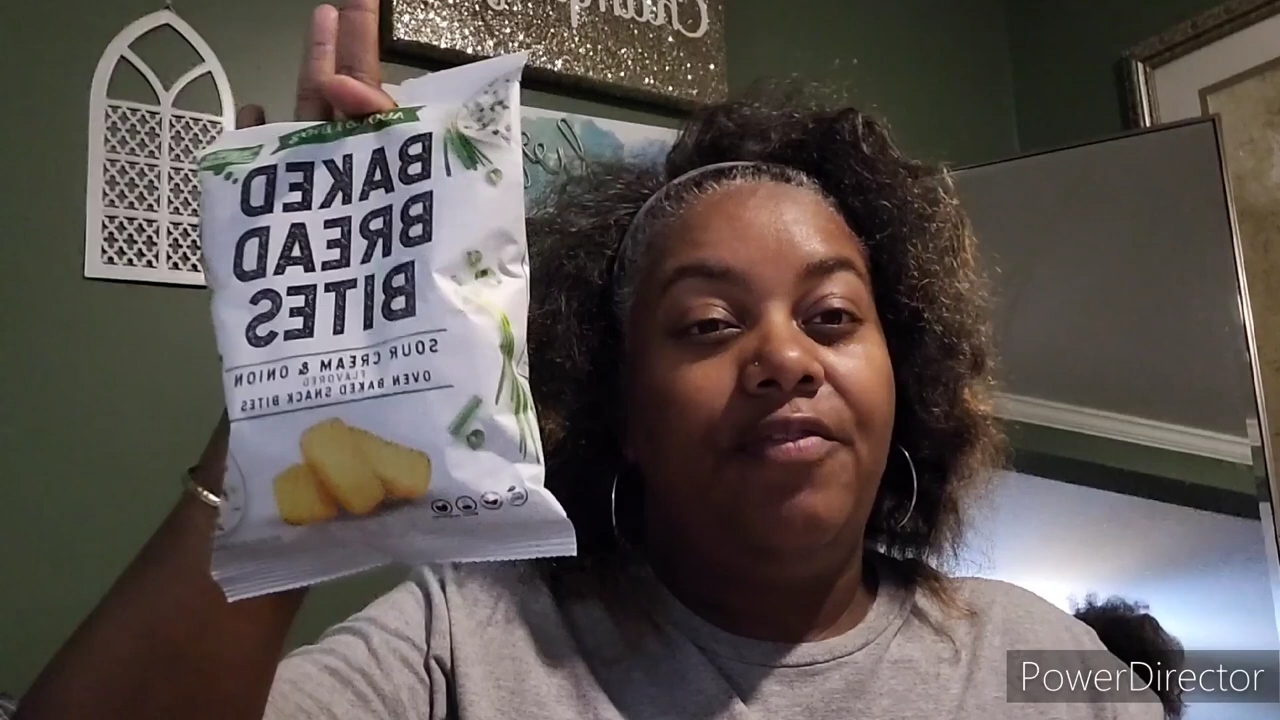 BAKED
BREAD
BITES
SOUR CREAM & ONION
FLAVORED
OVEN BAKED SNACK BITES
PowerDirector